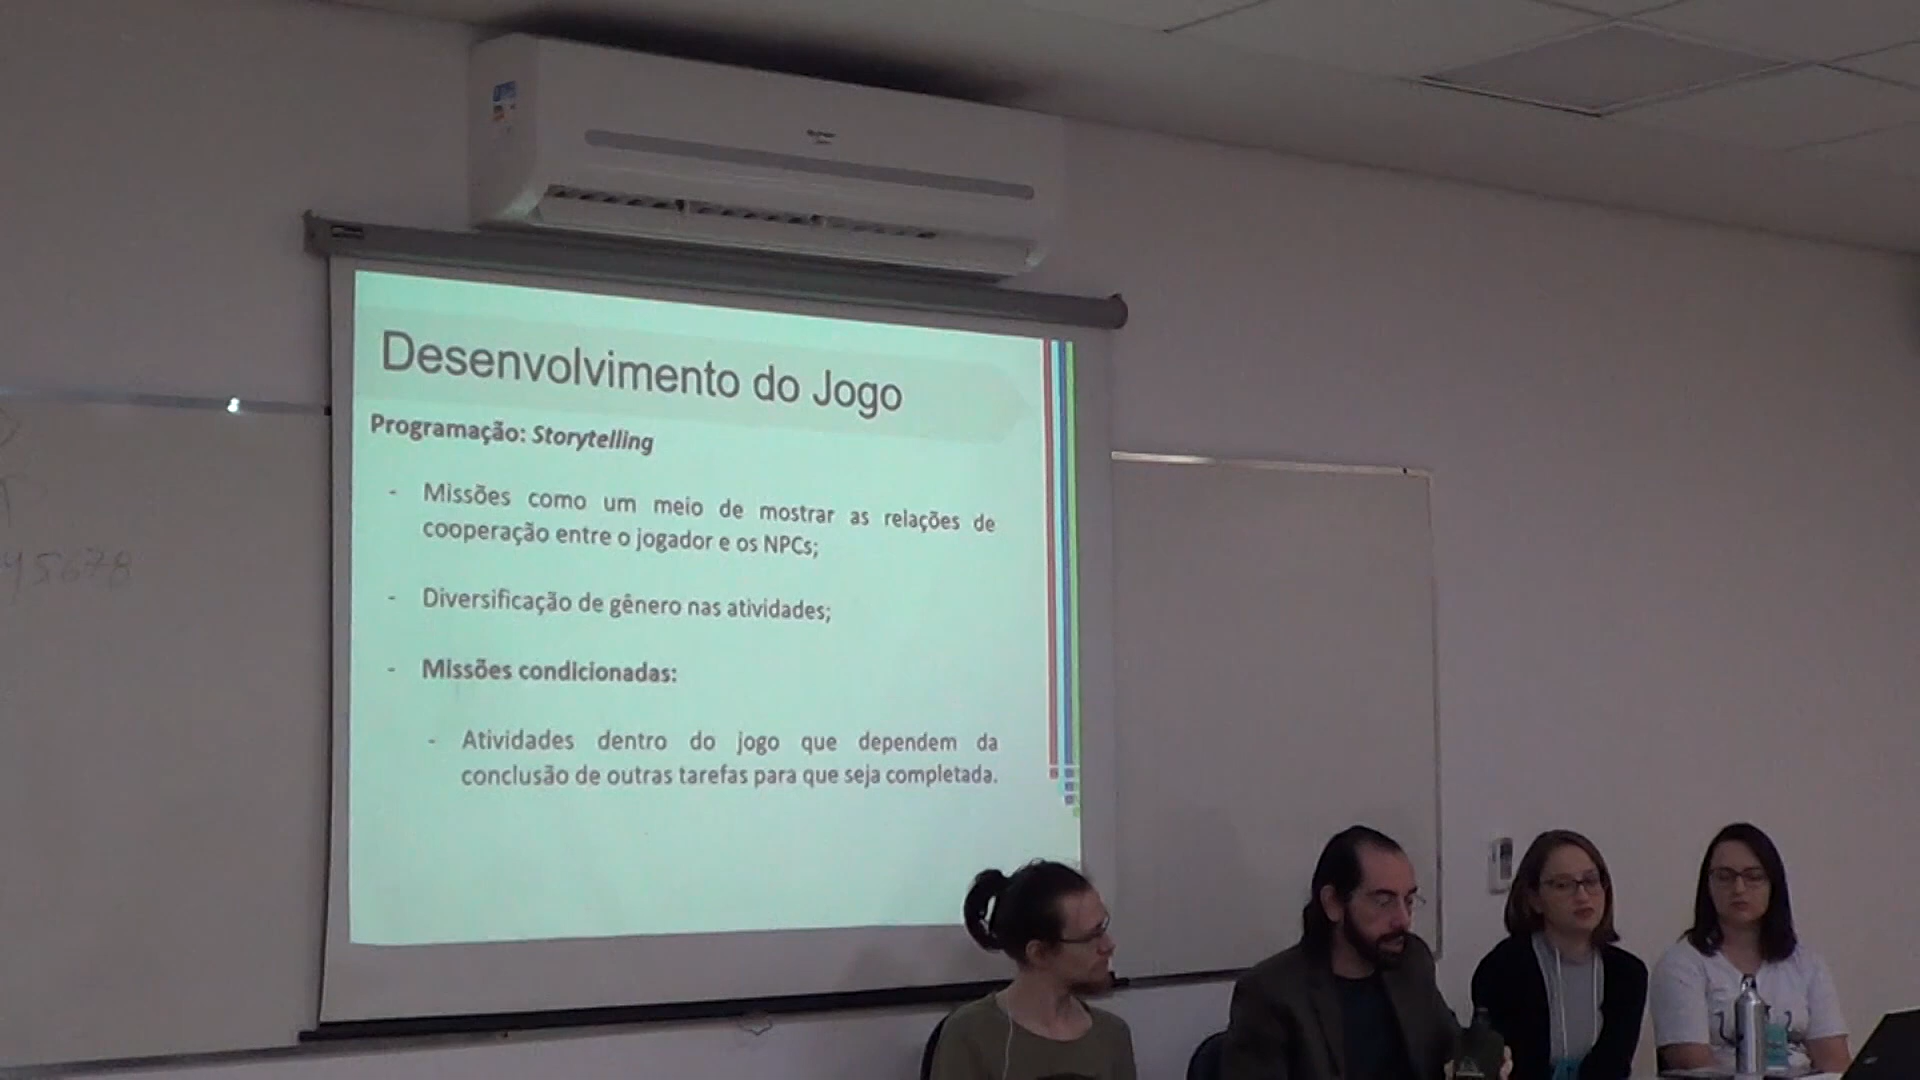 Desenvolvimento do Jogo
Programação: Storytelling
- Missões como um meio de mostrar as relações de
cooperação entre o jogador e os NPCs;
- Diversificação de gênero nas atividades;
- Missões condicionadas:
- Atividades dentro do jogo que dependem da
conclusão de outras tarefas para que seja completada.
45678